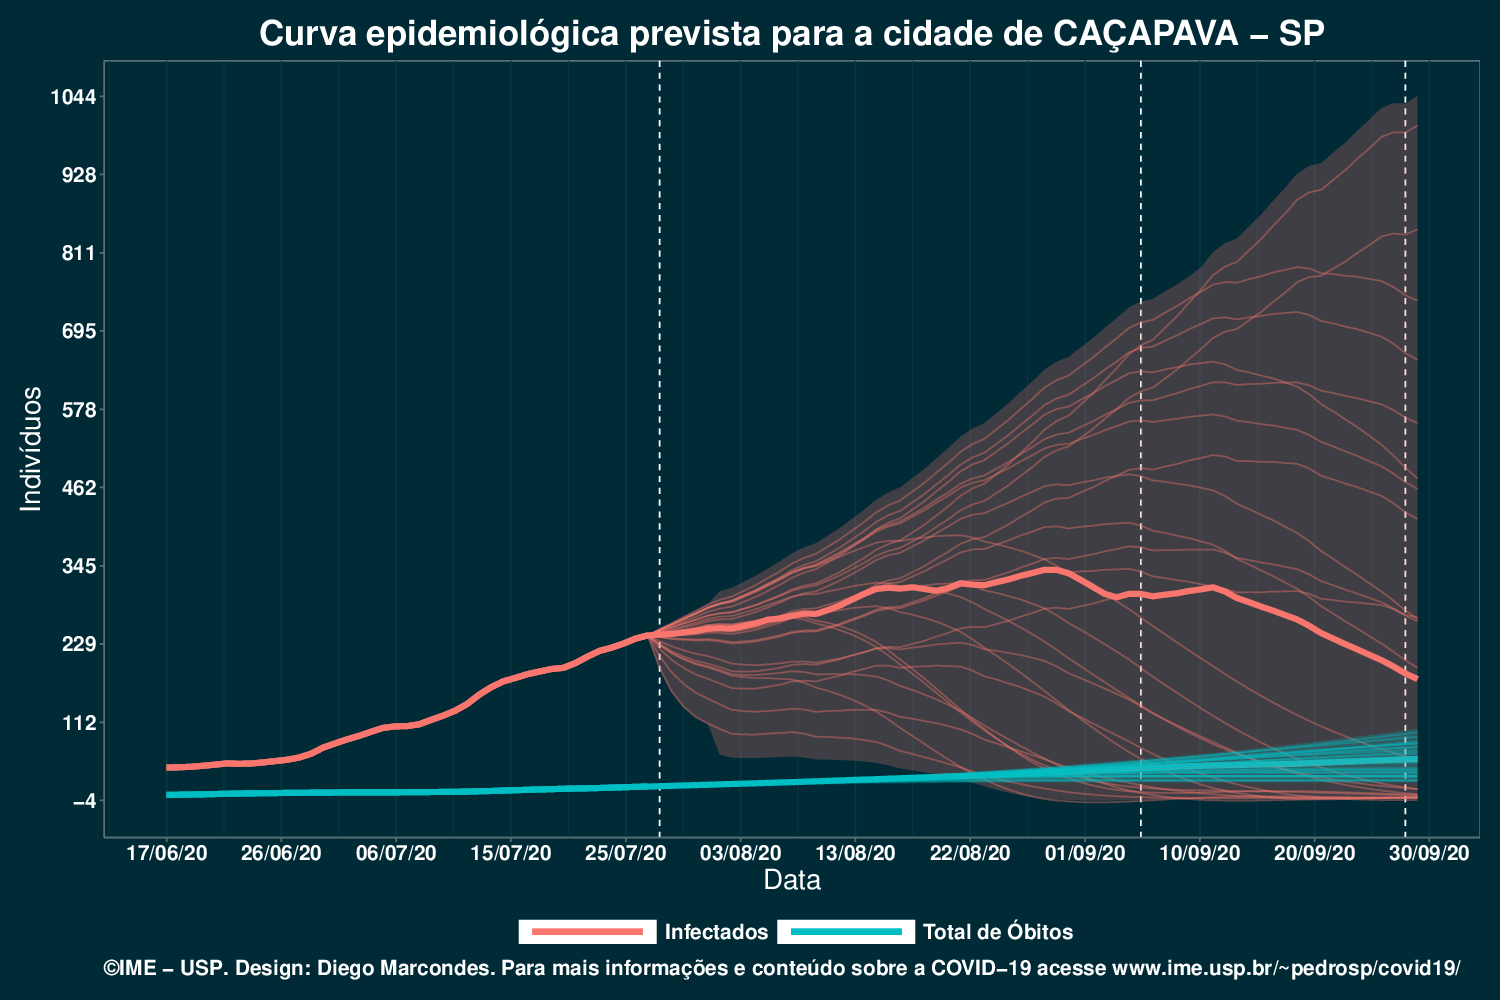 Curva epidemiológica prevista para a cidade de CAÇAPAVA – SP
1044
928
811
695
578
462
345
229
112
–4
Indivíduos
17/06/20 26/06/20 06/07/20 15/07/20 25/07/20 03/08/20 13/08/20 22/08/20 01/09/20 10/09/20 20/09/20 30/09/20
Data
Infectados Total de Óbitos
©IME – USP. Design: Diego Marcondes. Para mais informações e conteúdo sobre a COVID–19 acesse www.ime.usp.br/~pedrosp/covid19/